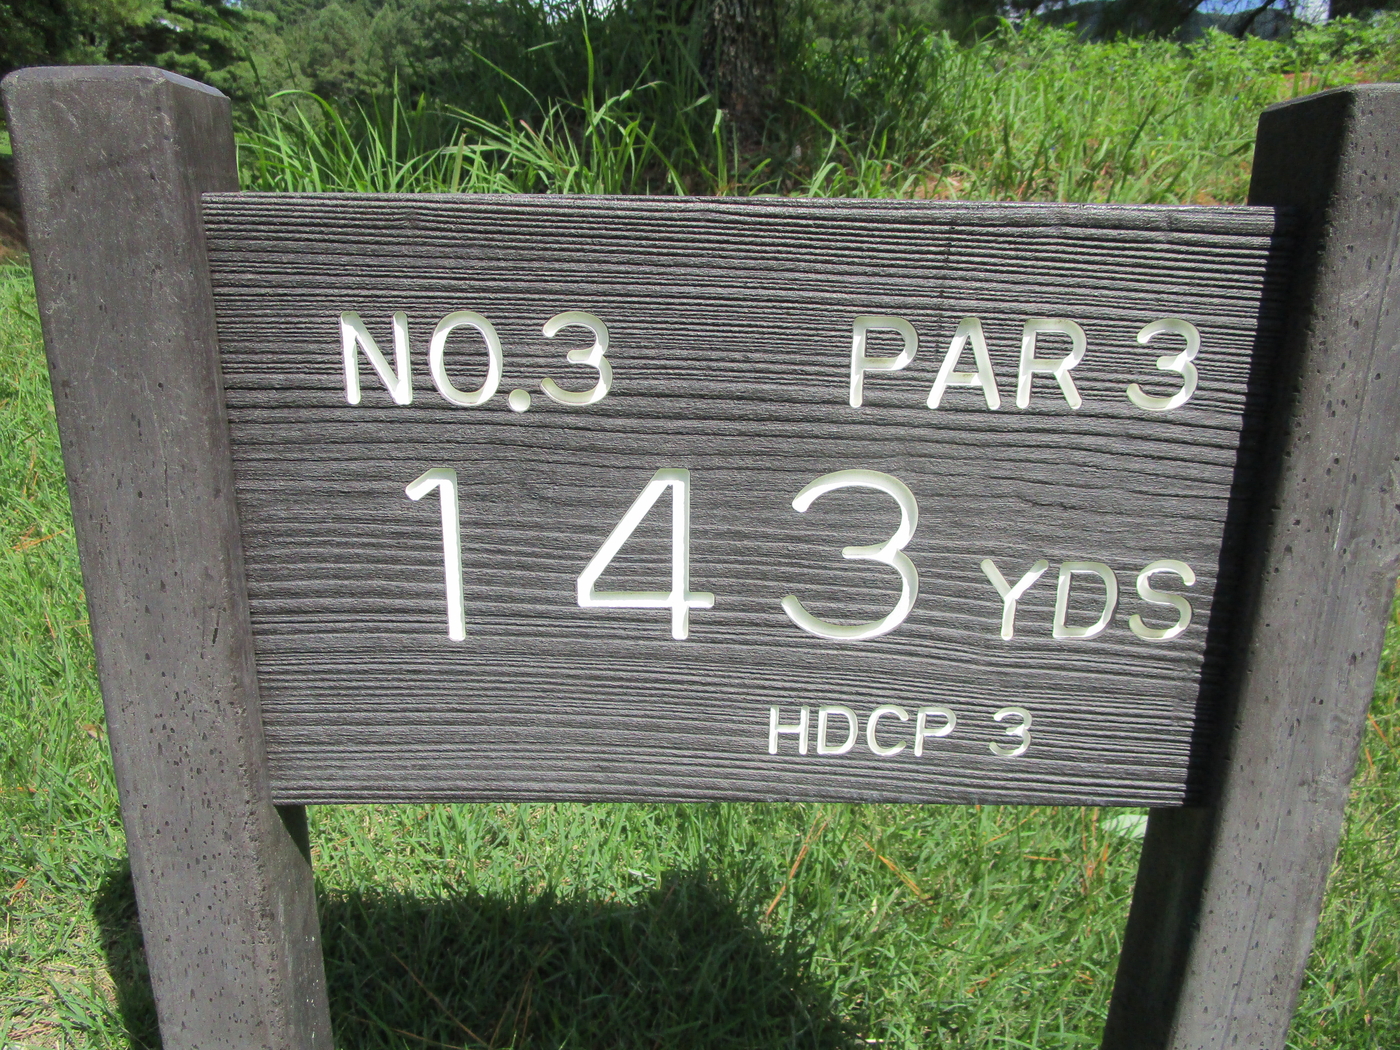 NO.3 PAR 3
143 YDS
HDCP 3